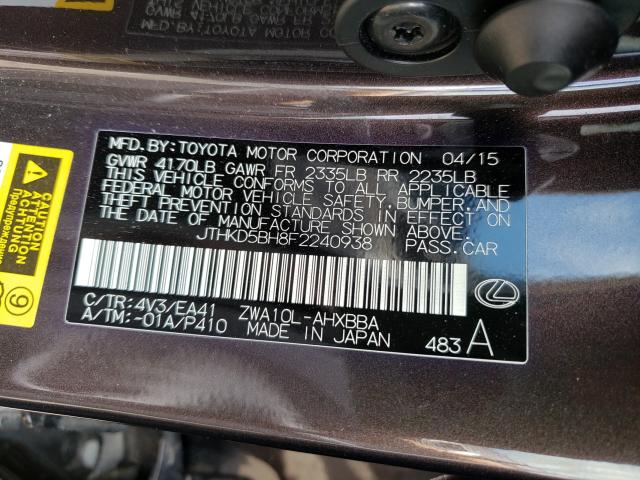 MFD.BY:TOYOTA MOTOR CORPORATION 04/15
GVWR 4170LB GAWR FR 2335LB RR 2235LB
THIS VEHICLE CONFORMS TO ALL APPLICABLE
FEDERAL MOTOR VEHICLE SAFETY,BUMPER,AND
THEFT PREVENTION STANDARDS IN EFFECT ON
THE DATE OF MANUFACTURE SHOWN ABOVE.
JTHKD5BH8F2240938 PASS.CAR
C/TR:4V3/EA41 ZWA10L-AHXBBA
A/TM:-01A/P410 MADE IN JAPAN
483 A
ATTENTION
ACHTUNG
9